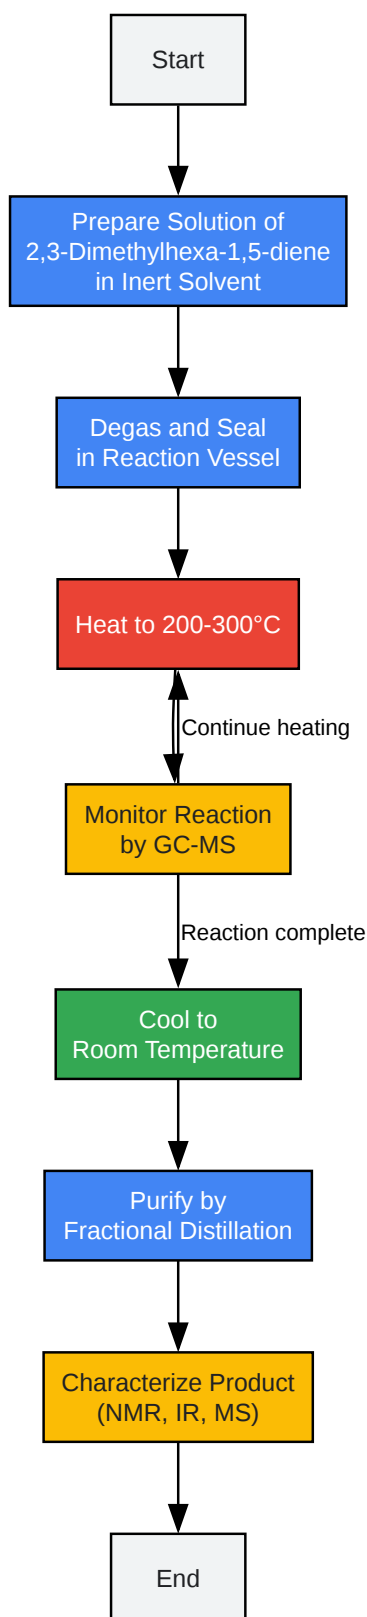 Start
Prepare Solution of
2,3-Dimethylhexa-1,5-diene
in Inert Solvent
Degas and Seal
in Reaction Vessel
Heat to 200-300°C
Continue heating
Monitor Reaction
by GC-MS
Reaction complete
Cool to
Room Temperature
Purify by
Fractional Distillation
Characterize Product
(NMR, IR, MS)
End